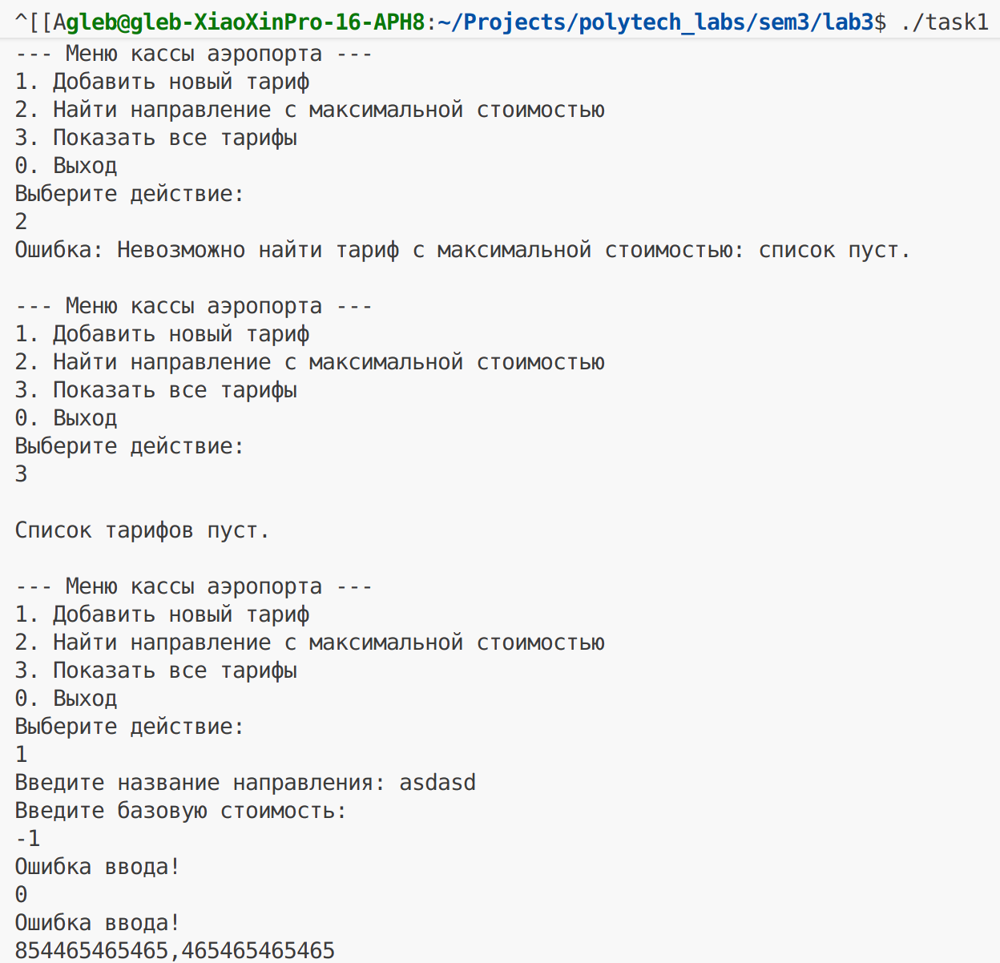 ^[[Agleb@gleb-XiaoXinPro-16-APH8:~/Projects/polytech_labs/sem3/lab3$ ./task1
--- Меню кассы аэропорта ---
1. Добавить новый тариф
2. Найти направление с максимальной стоимостью
3. Показать все тарифы
0. Выход
Выберите действие:
2
Ошибка: Невозможно найти тариф с максимальной стоимостью: список пуст.
--- Меню кассы аэропорта ---
1. Добавить новый тариф
2. Найти направление с максимальной стоимостью
3. Показать все тарифы
0. Выход
Выберите действие:
3
Список тарифов пуст.
--- Меню кассы аэропорта ---
1. Добавить новый тариф
2. Найти направление с максимальной стоимостью
3. Показать все тарифы
0. Выход
Выберите действие:
1
Введите название направления: asdasd
Введите базовую стоимость:
-1
Ошибка ввода!
0
Ошибка ввода!
854465465465,465465465465